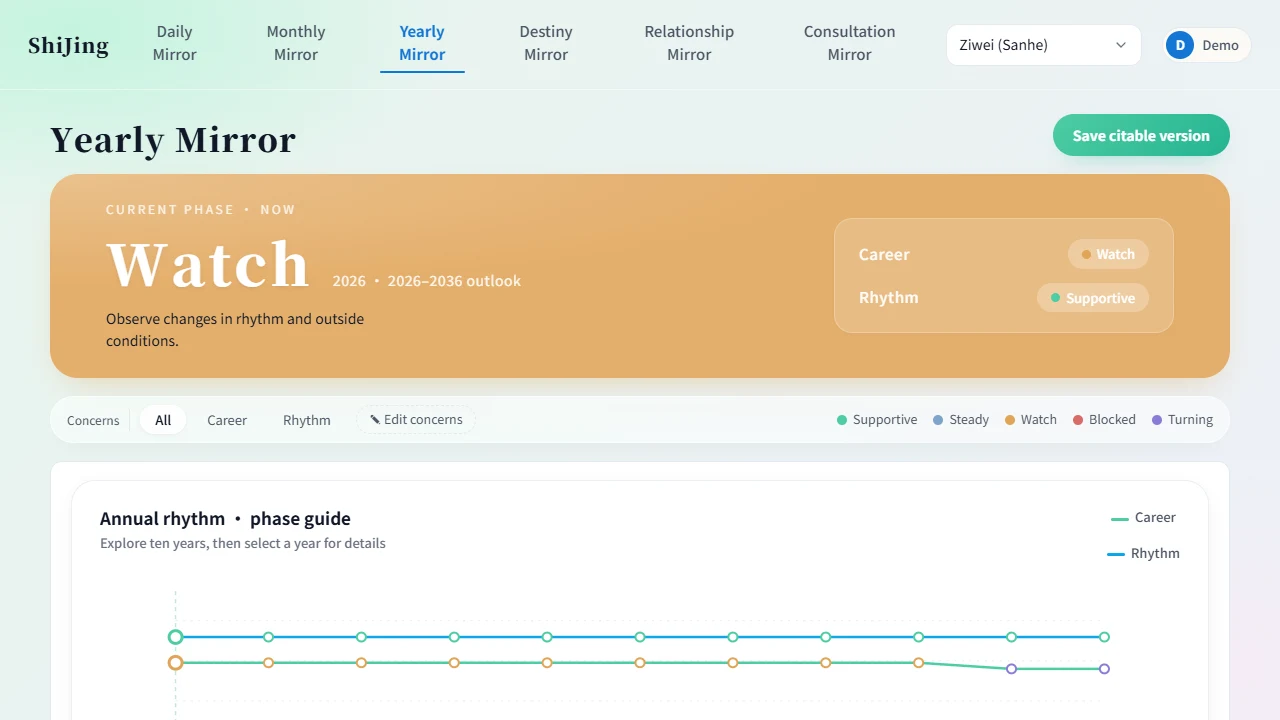 ShiJing
Daily
Mirror
Monthly
Mirror
Yearly
Mirror
Destiny
Mirror
Relationship
Mirror
Consultation
Mirror
Ziwei (Sanhe)
D
Demo
Yearly Mirror
Save citable version
CURRENT PHASE • NOW
Watch
2026 • 2026–2036 outlook
Observe changes in rhythm and outside
conditions.
Career
Watch
Rhythm
Supportive
Concerns
All
Career
Rhythm
Edit concerns
Supportive
Steady
Watch
Blocked
Turning
Annual rhythm • phase guide
Explore ten years, then select a year for details
Career
Rhythm